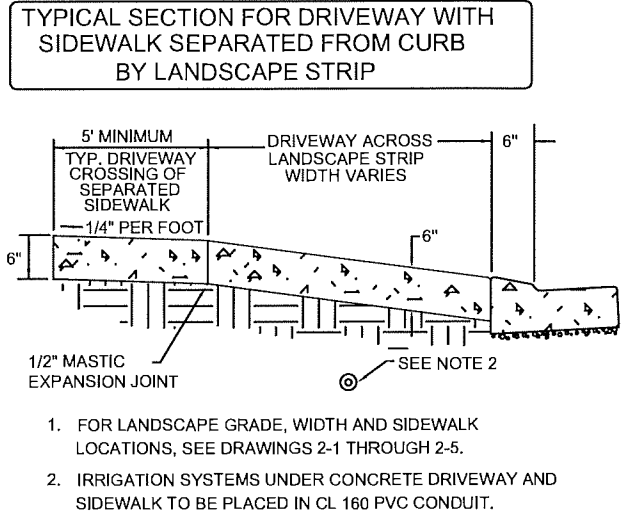 TYPICAL SECTION FOR DRIVEWAY WITH
SIDEWALK SEPARATED FROM CURB
BY LANDSCAPE STRIP
5' MINIMUM
TYP. DRIVEWAY
CROSSING OF
SEPARATED
SIDEWALK
1/4" PER FOOT
DRIVEWAY ACROSS
LANDSCAPE STRIP
WIDTH VARIES
6"
6"
6"
1/2" MASTIC
EXPANSION JOINT
SEE NOTE 2
1. FOR LANDSCAPE GRADE, WIDTH AND SIDEWALK
LOCATIONS, SEE DRAWINGS 2-1 THROUGH 2-5.
2. IRRIGATION SYSTEMS UNDER CONCRETE DRIVEWAY AND
SIDEWALK TO BE PLACED IN CL 160 PVC CONDUIT.